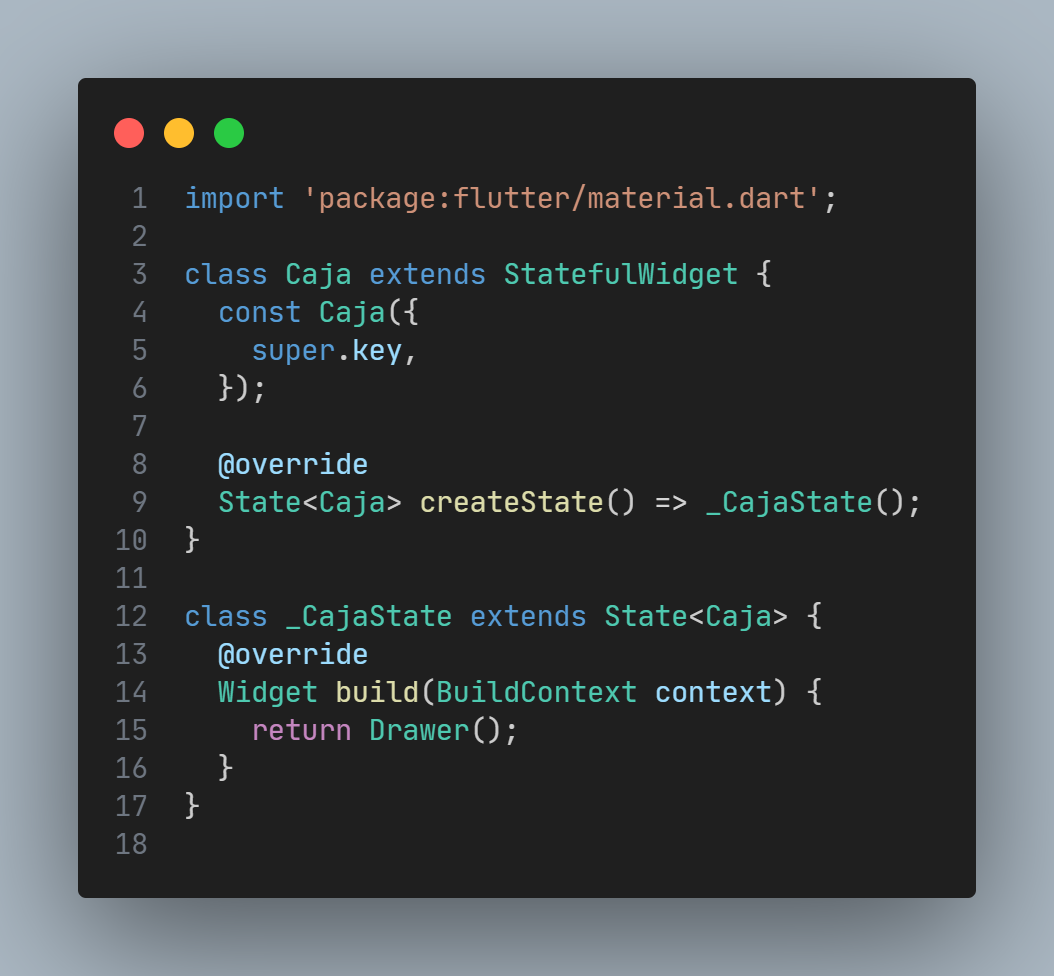 1 import 'package:flutter/material.dart';
2
3 class Caja extends StatefulWidget {
4   const Caja({
5     super.key,
6   });
7
8   @override
9   State<Caja> createState() => _CajaState();
10 }
11
12 class _CajaState extends State<Caja> {
13   @override
14   Widget build(BuildContext context) {
15     return Drawer();
16   }
17 }
18